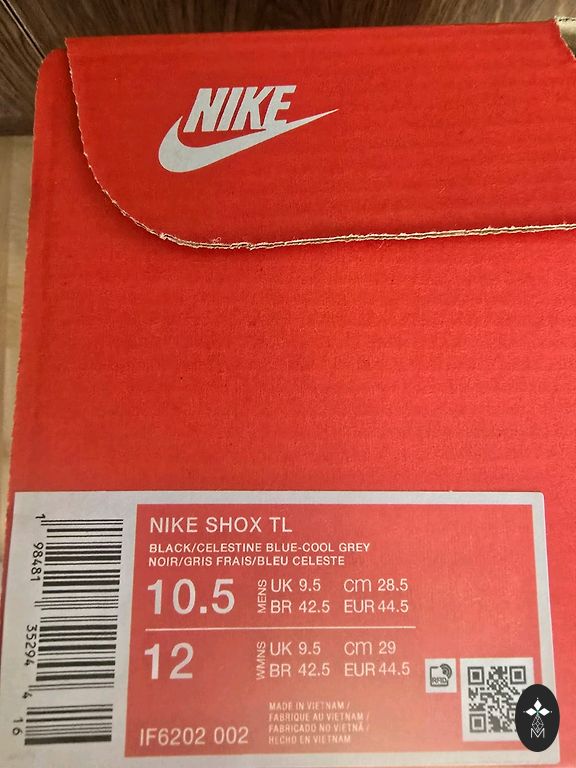 NIKE
NIKE SHOX TL
BLACK/CELESTINE BLUE-COOL GREY
NOIR/GRIS FRAIS/BLEU CELESTE
10.5 MENS UK 9.5 cm 28.5
BR 42.5 EUR 44.5
12 WMNS UK 9.5 cm 29
BR 42.5 EUR 44.5
RFID
MADE IN VIETNAM /
FABRIQUE AU VIETNAM /
FABRICADO NO VIETNÃ /
HECHO EN VIETNAM
IF6202 002
1 98481 35294 4 16
M